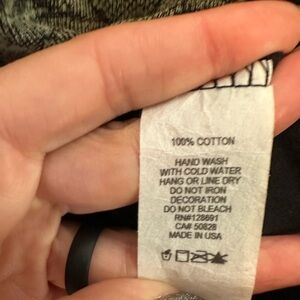 100% COTTON
HAND WASH
WITH COLD WATER
HANG OR LINE DRY
DO NOT IRON
DECORATION
DO NOT BLEACH
RN#128691
CA# 50828
MADE IN USA